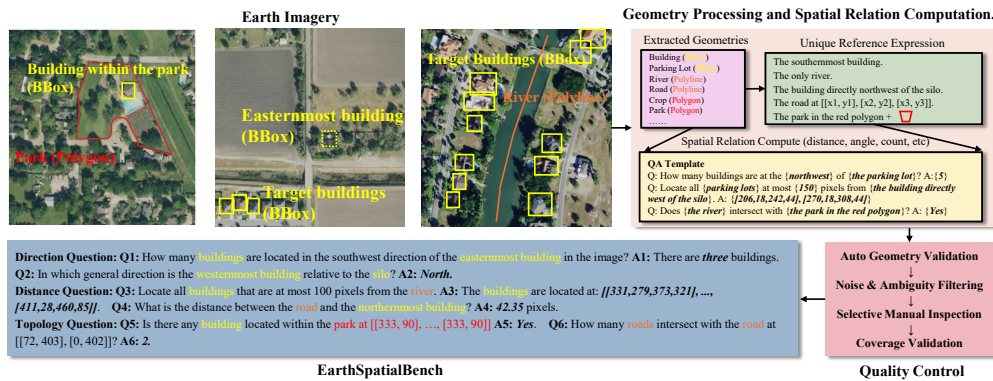 Earth Imagery
Building within the park
(BBox)
Park (Polygon)
Easternmost building
(BBox)
Target buildings
(BBox)
Target Buildings (BBox)
River (Polyline)
Geometry Processing and Spatial Relation Computation.
Extracted Geometries
Building (BBox)
Parking Lot (BBox)
River (Polyline)
Road (Polyline)
Crop (Polygon)
Park (Polygon)
......
Unique Reference Expression
The southernmost building.
The only river.
The building directly northwest of the silo.
The road at [[x1, y1], [x2, y2], [x3, y3]].
The park in the red polygon +
Spatial Relation Compute (distance, angle, count, etc)
QA Template
Q: How many buildings are at the {northwest} of {the parking lot}? A:{5}
Q: Locate all {parking lots} at most {150} pixels from {the building directly
west of the silo}. A: {[206,18,242,44], [270,18,308,44]}
Q: Does {the river} intersect with {the park in the red polygon}? A: {Yes}
Direction Question: Q1: How many buildings are located in the southwest direction of the easternmost building in the image? A1: There are three buildings.
Q2: In which general direction is the westernmost building relative to the silo? A2: North.
Distance Question: Q3: Locate all buildings that are at most 100 pixels from the river. A3: The buildings are located at: [[331,279,373,321], ...,
[411,28,460,85]]. Q4: What is the distance between the road and the northernmost building? A4: 42.35 pixels.
Topology Question: Q5: Is there any building located within the park at [[333, 90], …, [333, 90]] A5: Yes. Q6: How many roads intersect with the road at
[[72, 403], [0, 402]]? A6: 2.
EarthSpatialBench
Auto Geometry Validation
↓
Noise & Ambiguity Filtering
↓
Selective Manual Inspection
↓
Coverage Validation
Quality Control